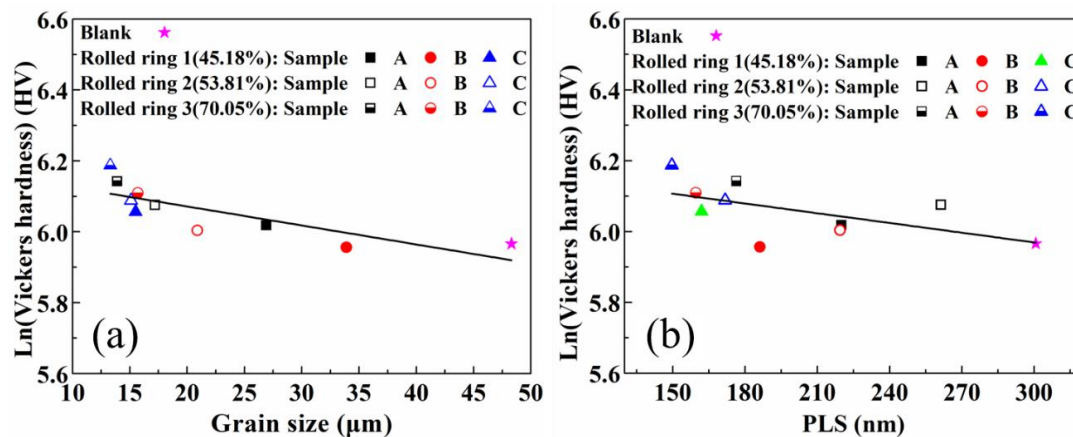 Blank
Rolled ring 1(45.18%): Sample A B C
Rolled ring 2(53.81%): Sample A B C
Rolled ring 3(70.05%): Sample A B C
Ln(Vickers hardness) (HV)
6.6
6.4
6.2
6.0
5.8
5.6
(a)
10 15 20 25 30 35 40 45 50
Grain size (μm)
Blank
Rolled ring 1(45.18%): Sample A B C
Rolled ring 2(53.81%): Sample A B C
Rolled ring 3(70.05%): Sample A B C
Ln(Vickers hardness) (HV)
6.6
6.4
6.2
6.0
5.8
5.6
(b)
150 180 210 240 270 300
PLS (nm)